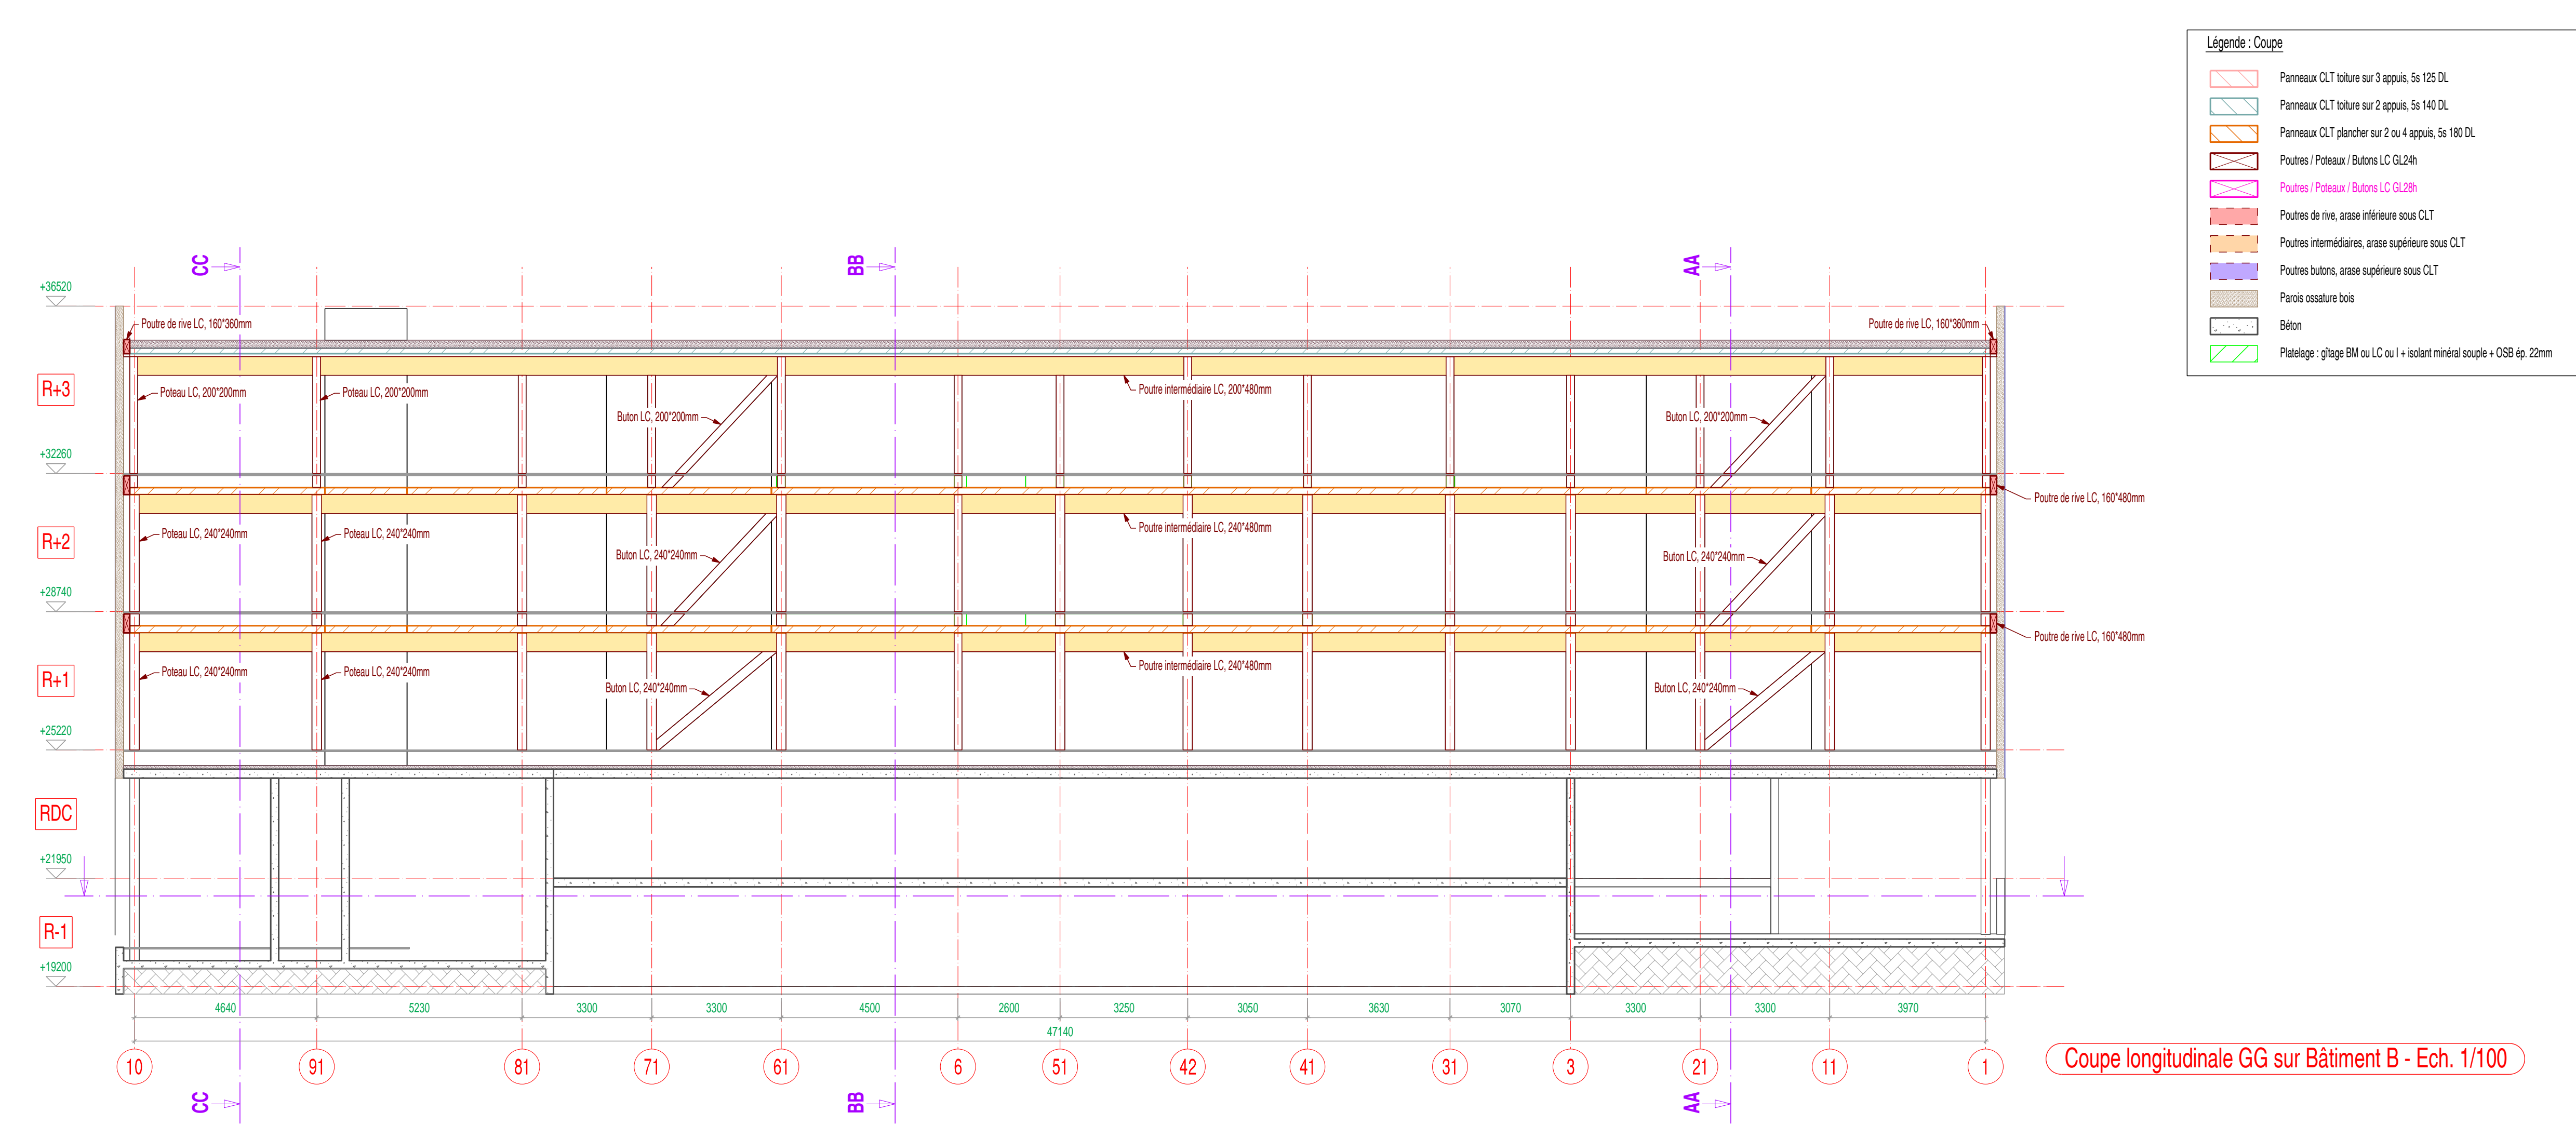 Légende : Coupe
Panneaux CLT toiture sur 3 appuis, 5s 125 DL
Panneaux CLT toiture sur 2 appuis, 5s 140 DL
Panneaux CLT plancher sur 2 ou 4 appuis, 5s 180 DL
Poutres / Poteaux / Butons LC GL24h
Poutres / Poteaux / Butons LC GL28h
Poutres de rive, arase inférieure sous CLT
Poutres intermédiaires, arase supérieure sous CLT
Poutres butons, arase supérieure sous CLT
Parois ossature bois
Béton
Platelage : gîtage BM ou LC ou I + isolant minéral souple + OSB ép. 22mm
CC BB AA
+36520
Poutre de rive LC, 160*360mm Poutre de rive LC, 160*360mm
R+3
Poteau LC, 200*200mm Poteau LC, 200*200mm Poutre intermédiaire LC, 200*480mm
Buton LC, 200*200mm Buton LC, 200*200mm
+32260
Poutre de rive LC, 160*480mm
R+2
Poteau LC, 240*240mm Poteau LC, 240*240mm Poutre intermédiaire LC, 240*480mm
Buton LC, 240*240mm Buton LC, 240*240mm
+28740
Poutre de rive LC, 160*480mm
R+1
Poteau LC, 240*240mm Poteau LC, 240*240mm Poutre intermédiaire LC, 240*480mm
Buton LC, 240*240mm Buton LC, 240*240mm
+25220
RDC
+21950
R-1
+19200
4640 5230 3300 3300 4500 2600 3250 3050 3630 3070 3300 3300 3970
47140
10 91 81 71 61 6 51 42 41 31 3 21 11 1
Coupe longitudinale GG sur Bâtiment B - Ech. 1/100
CC BB AA